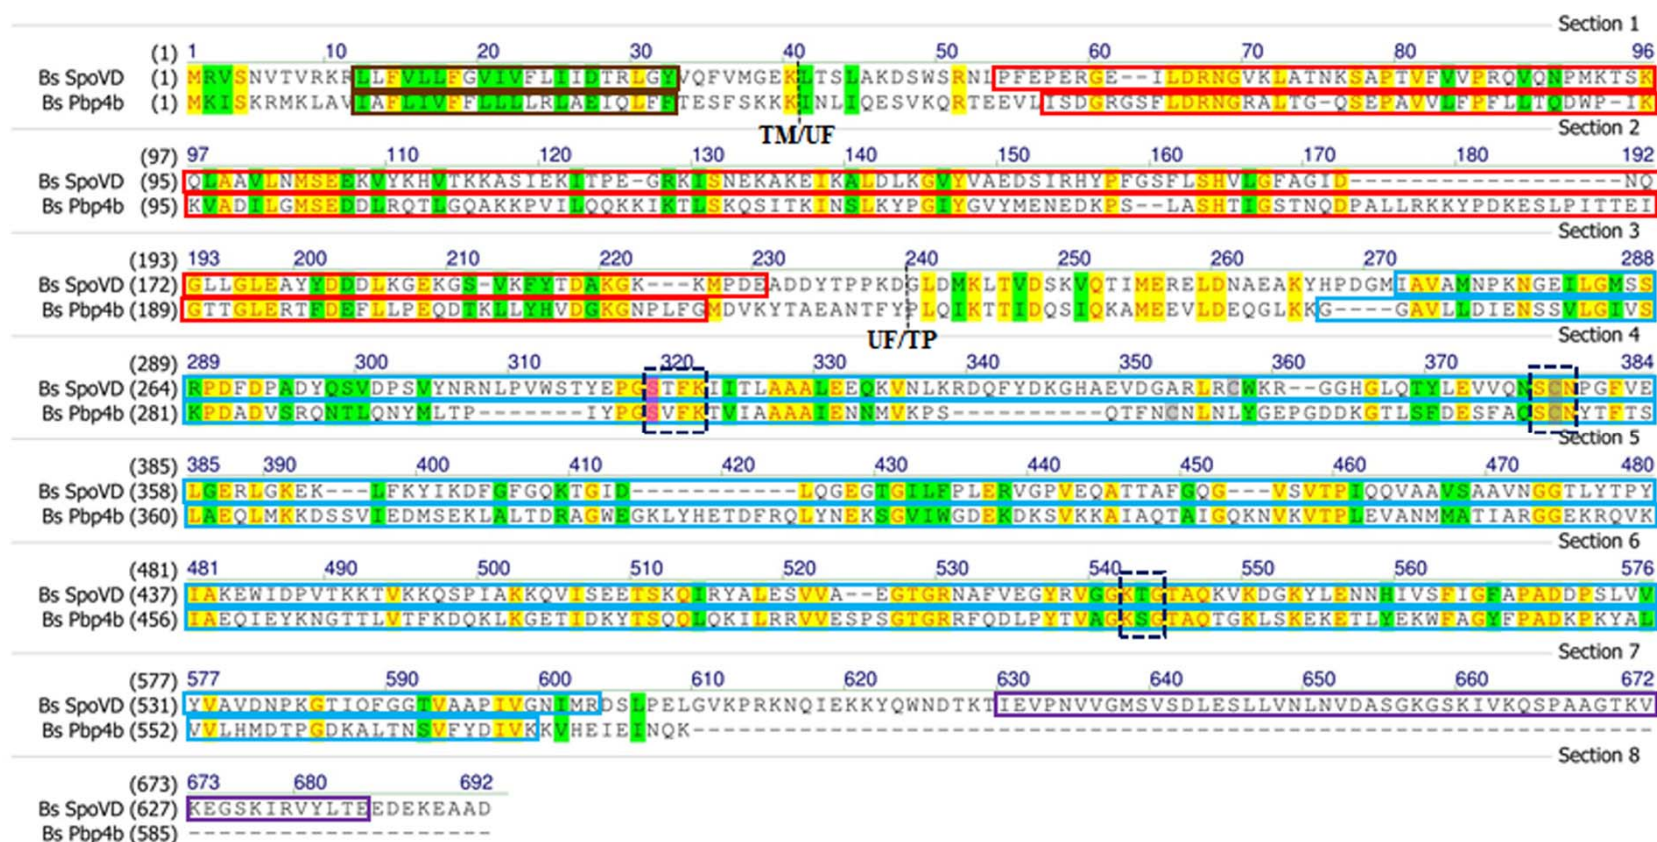 Section 1
(1) 1 10 20 30 40 50 60 70 80 96
Bs SpoVD (1) MRVSNVTVRKRLLFVLLFGVIVFLIIDTRLGYVQFVMGEKLTSLAKDSWSRNLPFEPERGE--ILDRNGVKLATNKSAPTVFVVPRQVQNPMKTSK
Bs Pbp4b (1) MKISKRMKLAVIAFLIVFFLLLLRLAEIQLFFTESFSKKKINLIQESVKQRTEEVLISDGRGSFLDRNGRALTG-QSEPAVVLFPFLLTQDWP-IK
TM/UF
Section 2
(97) 97 110 120 130 140 150 160 170 180 192
Bs SpoVD (95) QLAAVLNMSEEKVYKHVTKKASIEKITPE-GRKISNEKAKEIKALDLKGVYVAEDSIRHYPFGSFLSHVLGFAGID------------------NQ
Bs Pbp4b (95) KVADILGMSEDDLRQTLGQAKKPVILQQKKIKTLSKQSITKINSLKYPGIYGVYMENEDKPS--LASHTIGSTNQDPALLRKKYPDKESLPITTEI
Section 3
(193) 193 200 210 220 230 240 250 260 270 288
Bs SpoVD (172) GLLGLEAYYDDDLKGEKGS-VKFYTDAKGK---KMPDEADDYTPPKDGLDMKLTVDSKVQTIMERELDNAEAKYHPDGMIAVAMNPKNGEILGMSS
Bs Pbp4b (189) GTTGLERTFDEFLLPEQDTKLLYHVDGKGNPLFGMDVKYTAEANTFYPLQIKTTIDQSIQKAMEEVLDEQGLKKG----GAVLLDIENSSVLGIVS
UF/TP
Section 4
(289) 289 300 310 320 330 340 350 360 370 384
Bs SpoVD (264) RPDFDPADYQSVDPSVYNRNLPVWSTYEPGSTFKIITLAAALEEQKVNLKRDQFYDKGHAEVDGARLRCWKR--GGHGLQTYLEVVQNSCNPGFVE
Bs Pbp4b (281) KPDADVSRQNTLQNYMLTP-------IYPGSVFKTVIAAAAIENNMVKPS---------QTFNCNLNLYGEPGDDKGTLSFDESFAQSCNYTFTS
Section 5
(385) 385 390 400 410 420 430 440 450 460 470 480
Bs SpoVD (358) LGERLGKEK---LFKYIKDFGFGQKTGID-----------LQGEGTGILFPLERVGPVEQATTAFGQG---VSVTPIQQVAAVSAAVNGGTLYTPY
Bs Pbp4b (360) LAEQLMKKDSSVIEDMSEKLALTDRAGWEGKLYHETDFRQLYNEKSGVIWGDEKDKSVKKAIAQTAIGQKNVKVTPLEVANMMATIARGGEKRQVK
Section 6
(481) 481 490 500 510 520 530 540 550 560 576
Bs SpoVD (437) IAKEWIDPVTKKTVKKQSPIAKKQVISEETSKQIRYALESVVA--EGTGRNAFVEGYRVGGKTGTAQKVKDGKYLENNHIVSFIGFAPADDPSLVV
Bs Pbp4b (456) IAEQIEYKNGTTLVTFKDQKLKGETIDKYTSQQLQKILRRVVESPSGTGRRFQDLPYTVAGKSGTAQTGKLSKEKETLYEKWFAGYFPADKPKYAL
Section 7
(577) 577 590 600 610 620 630 640 650 660 672
Bs SpoVD (531) YVAVDNPKGTIQFGGTVAAPIVGNIMRDSLPELGVKPRKNQIEKKYQWNDTKTIEVPNVVGMSVSDLESLLVNLNVDASGKGSKIVKQSPAAGTKV
Bs Pbp4b (552) VVLHMDTPGDKALTNSVFYDIVKKVHEIEINQK---------------------------------------------------------------
Section 8
(673) 673 680 692
Bs SpoVD (627) KEGSKIRVYLTEEDEKEAAD
Bs Pbp4b (585) --------------------